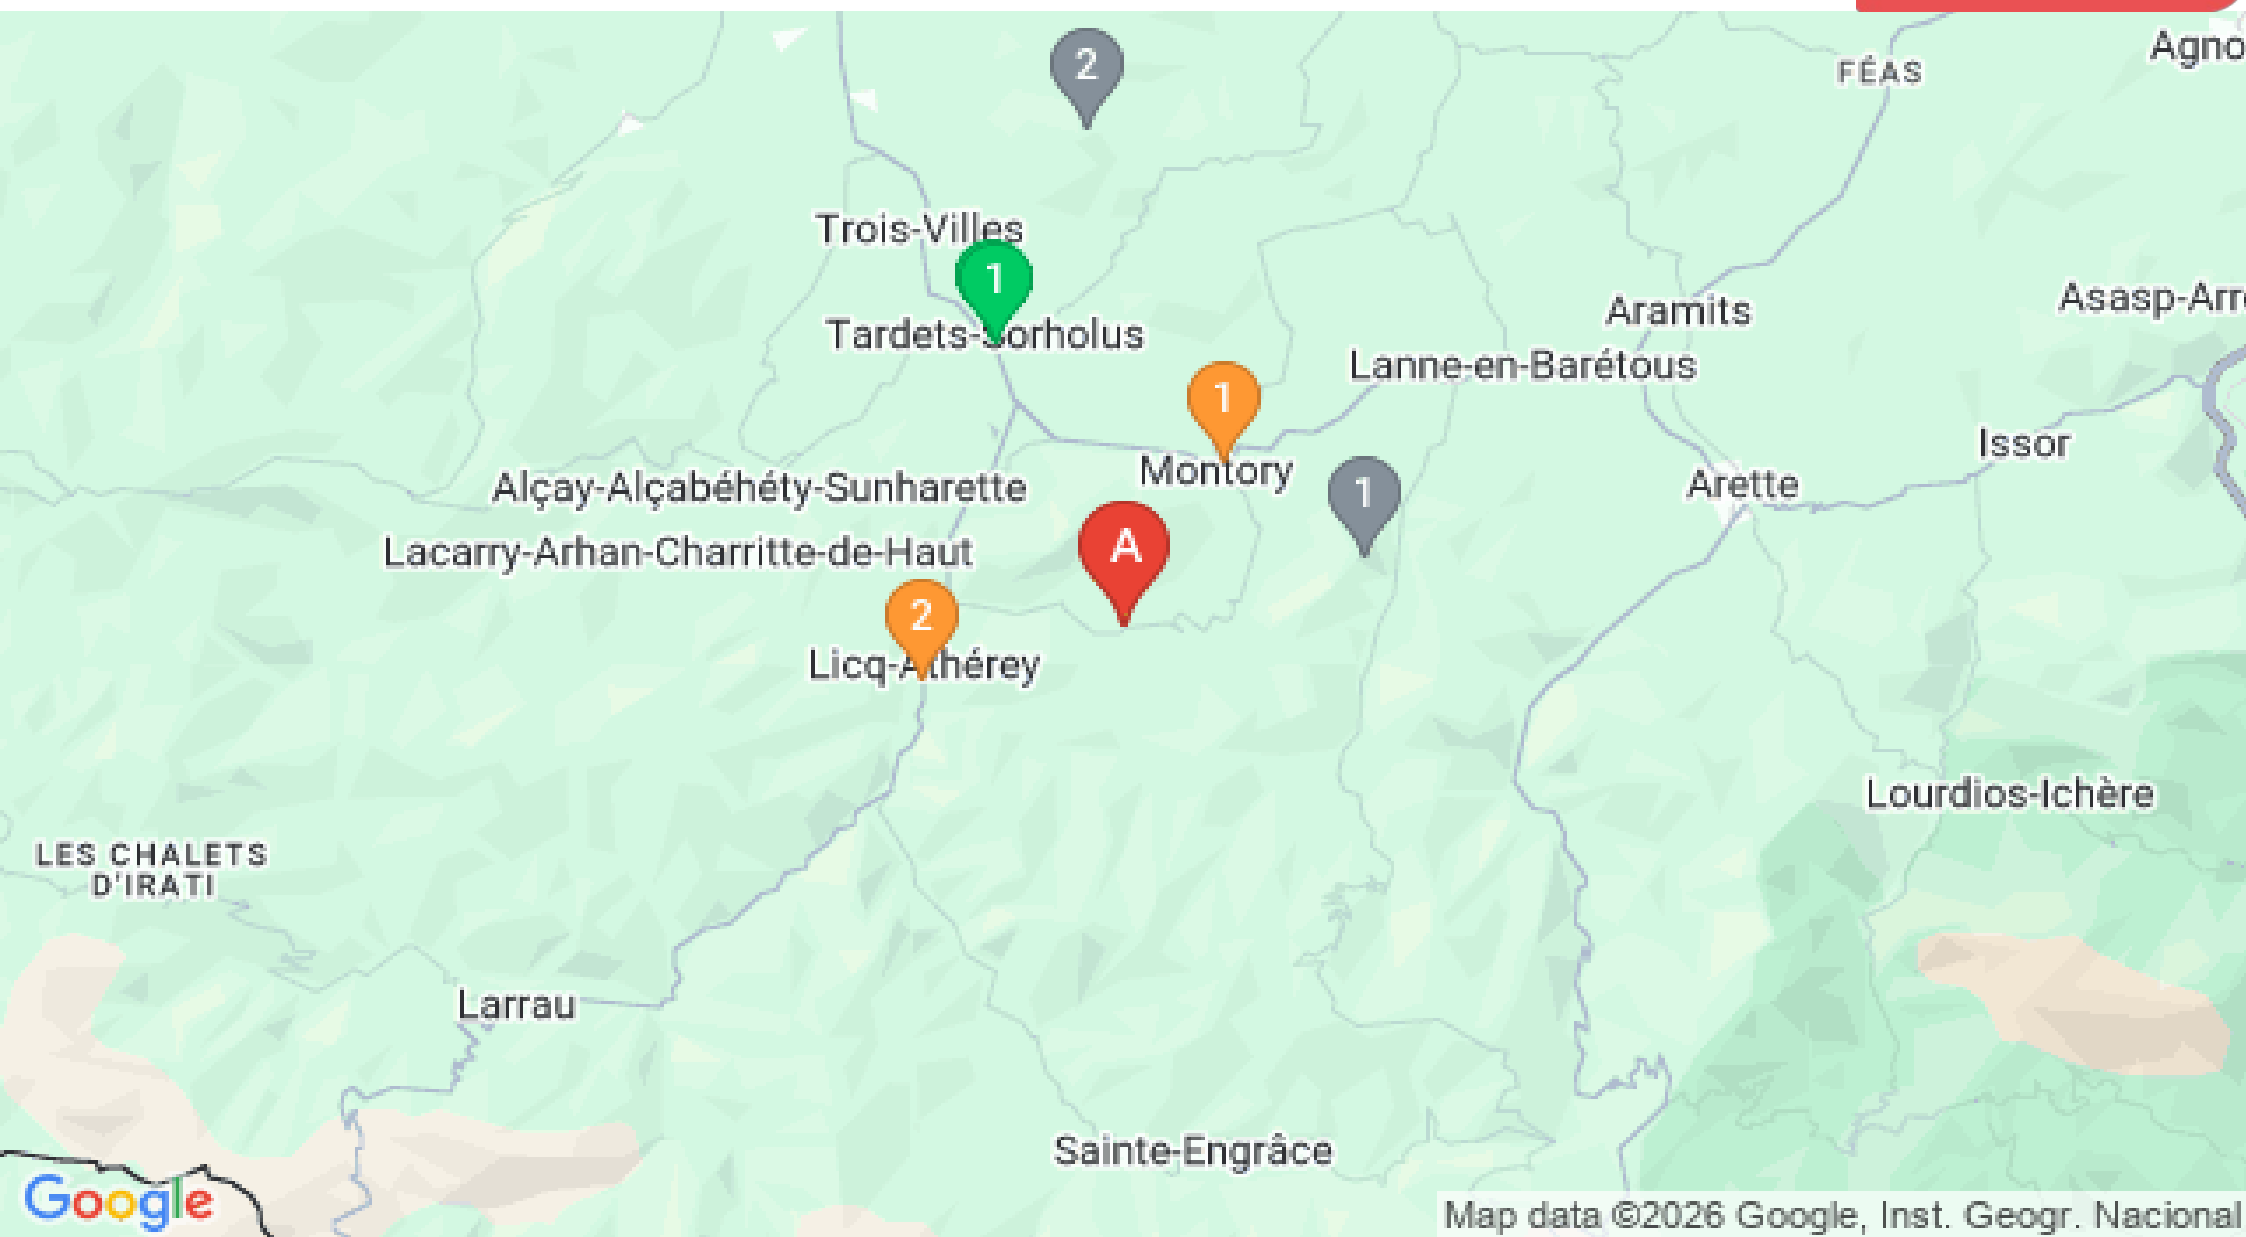 Agno
FÉAS
2
Trois-Villes
1
Tardets-Sorholus
Aramits
Asasp-Arr
Lanne-en-Barétous
1
Montory
Issor
Alçay-Alçabéhéty-Sunharette
1
Arette
Lacarry-Arhan-Charritte-de-Haut
A
2
Licq-Athérey
Lourdios-Ichère
LES CHALETS
D'IRATI
Larrau
Sainte-Engrâce
Google
Map data ©2026 Google, Inst. Geogr. Nacional